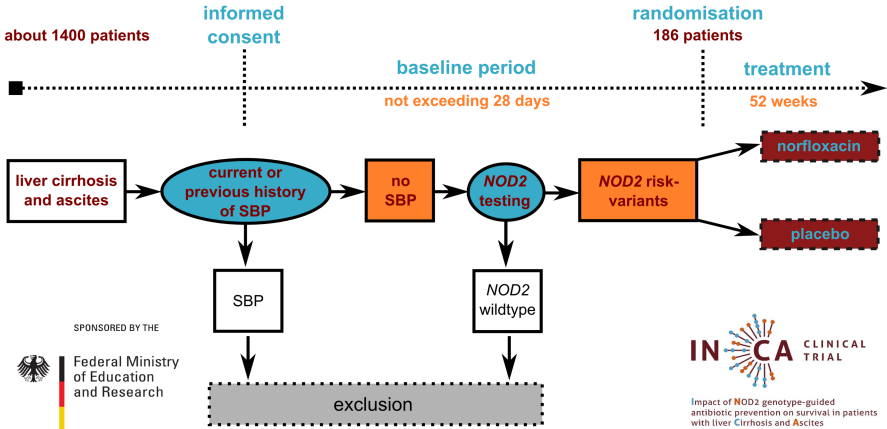 about 1400 patients
informed
consent
randomisation
186 patients
baseline period
not exceeding 28 days
treatment
52 weeks
liver cirrhosis
and ascites
current or
previous history
of SBP
no
SBP
NOD2
testing
NOD2 risk-
variants
norfloxacin
placebo
SBP
NOD2
wildtype
exclusion
SPONSORED BY THE
Federal Ministry
of Education
and Research
INCA CLINICAL
TRIAL
Impact of NOD2 genotype-guided
antibiotic prevention on survival in patients
with liver Cirrhosis and Ascites